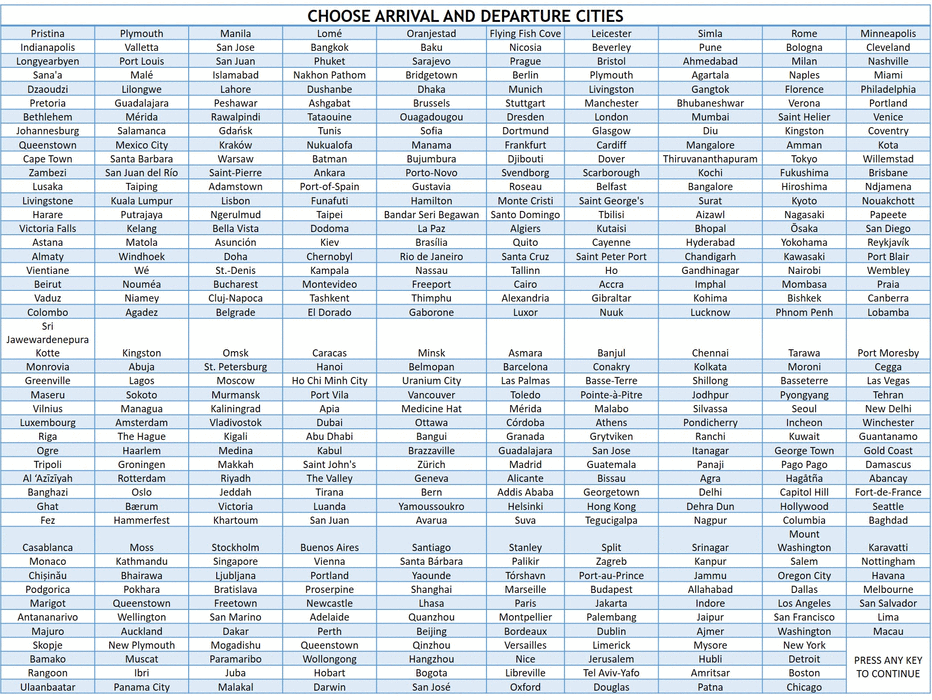 CHOOSE ARRIVAL AND DEPARTURE CITIES
Pristina Plymouth Manila Lomé Oranjestad Flying Fish Cove Leicester Simla Rome Minneapolis
Indianapolis Valletta San Jose Bangkok Baku Nicosia Beverley Pune Bologna Cleveland
Longyearbyen Port Louis San Juan Phuket Sarajevo Prague Bristol Ahmedabad Milan Nashville
Sana'a Malé Islamabad Nakhon Pathom Bridgetown Berlin Plymouth Agartala Naples Miami
Dzaoudzi Lilongwe Lahore Dushanbe Dhaka Munich Livingston Gangtok Florence Philadelphia
Pretoria Guadalajara Peshawar Ashgabat Brussels Stuttgart Manchester Bhubaneshwar Verona Portland
Bethlehem Mérida Rawalpindi Tataouine Ouagadougou Dresden London Mumbai Saint Helier Venice
Johannesburg Salamanca Gdańsk Tunis Sofia Dortmund Glasgow Diu Kingston Coventry
Queenstown Mexico City Kraków Nukualofa Manama Frankfurt Cardiff Mangalore Amman Kota
Cape Town Santa Barbara Warsaw Batman Bujumbura Djibouti Dover Thiruvananthapuram Tokyo Willemstad
Zambezi San Juan del Río Saint-Pierre Ankara Porto-Novo Svendborg Scarborough Kochi Fukushima Brisbane
Lusaka Taiping Adamstown Port-of-Spain Gustavia Roseau Belfast Bangalore Hiroshima Ndjamena
Livingstone Kuala Lumpur Lisbon Funafuti Hamilton Monte Cristi Saint George's Surat Kyoto Nouakchott
Harare Putrajaya Ngerulmud Taipei Bandar Seri Begawan Santo Domingo Tbilisi Aizawl Nagasaki Papeete
Victoria Falls Kelang Bella Vista Dodoma La Paz Algiers Kutaisi Bhopal Ōsaka San Diego
Astana Matola Asunción Kiev Brasília Quito Cayenne Hyderabad Yokohama Reykjavík
Almaty Windhoek Doha Chernobyl Rio de Janeiro Santa Cruz Saint Peter Port Chandigarh Kawasaki Port Blair
Vientiane Wé St.-Denis Kampala Nassau Tallinn Ho Gandhinagar Nairobi Wembley
Beirut Nouméa Bucharest Montevideo Freeport Cairo Accra Imphal Mombasa Praia
Vaduz Niamey Cluj-Napoca Tashkent Thimphu Alexandria Gibraltar Kohima Bishkek Canberra
Colombo Agadez Belgrade El Dorado Gaborone Luxor Nuuk Lucknow Phnom Penh Lobamba
Sri
Jawewardenepura
Kotte Kingston Omsk Caracas Minsk Asmara Banjul Chennai Tarawa Port Moresby
Monrovia Abuja St. Petersburg Hanoi Belmopan Barcelona Conakry Kolkata Moroni Cegga
Greenville Lagos Moscow Ho Chi Minh City Uranium City Las Palmas Basse-Terre Shillong Basseterre Las Vegas
Maseru Sokoto Murmansk Port Vila Vancouver Toledo Pointe-à-Pitre Jodhpur Pyongyang Tehran
Vilnius Managua Kaliningrad Apia Medicine Hat Mérida Malabo Silvassa Seoul New Delhi
Luxembourg Amsterdam Vladivostok Dubai Ottawa Córdoba Athens Pondicherry Incheon Winchester
Riga The Hague Kigali Abu Dhabi Bangui Granada Grytviken Ranchi Kuwait Guantanamo
Ogre Haarlem Medina Kabul Brazzaville Guadalajara San Jose Itanagar George Town Gold Coast
Tripoli Groningen Makkah Saint John's Zürich Madrid Guatemala Panaji Pago Pago Damascus
Al ʻAzīzīyah Rotterdam Riyadh The Valley Geneva Alicante Bissau Agra Hagåtña Abancay
Banghazi Oslo Jeddah Tirana Bern Addis Ababa Georgetown Delhi Capitol Hill Fort-de-France
Ghat Bærum Victoria Luanda Yamoussoukro Helsinki Hong Kong Dehra Dun Hollywood Seattle
Fez Hammerfest Khartoum San Juan Avarua Suva Tegucigalpa Nagpur Columbia Baghdad
Mount
Casablanca Moss Stockholm Buenos Aires Santiago Stanley Split Srinagar Washington Karavatti
Monaco Kathmandu Singapore Vienna Santa Bárbara Palikir Zagreb Kanpur Salem Nottingham
Chișinău Bhairawa Ljubljana Portland Yaounde Tórshavn Port-au-Prince Jammu Oregon City Havana
Podgorica Pokhara Bratislava Proserpine Shanghai Marseille Budapest Allahabad Dallas Melbourne
Marigot Queenstown Freetown Newcastle Lhasa Paris Jakarta Indore Los Angeles San Salvador
Antananarivo Wellington San Marino Adelaide Quanzhou Montpellier Palembang Jaipur San Francisco Lima
Majuro Auckland Dakar Perth Beijing Bordeaux Dublin Ajmer Washington Macau
Skopje New Plymouth Mogadishu Queenstown Qinzhou Versailles Limerick Mysore New York
Bamako Muscat Paramaribo Wollongong Hangzhou Nice Jerusalem Hubli Detroit PRESS ANY KEY
Rangoon Ibri Juba Hobart Bogota Libreville Tel Aviv-Yafo Amritsar Boston TO CONTINUE
Ulaanbaatar Panama City Malakal Darwin San José Oxford Douglas Patna Chicago